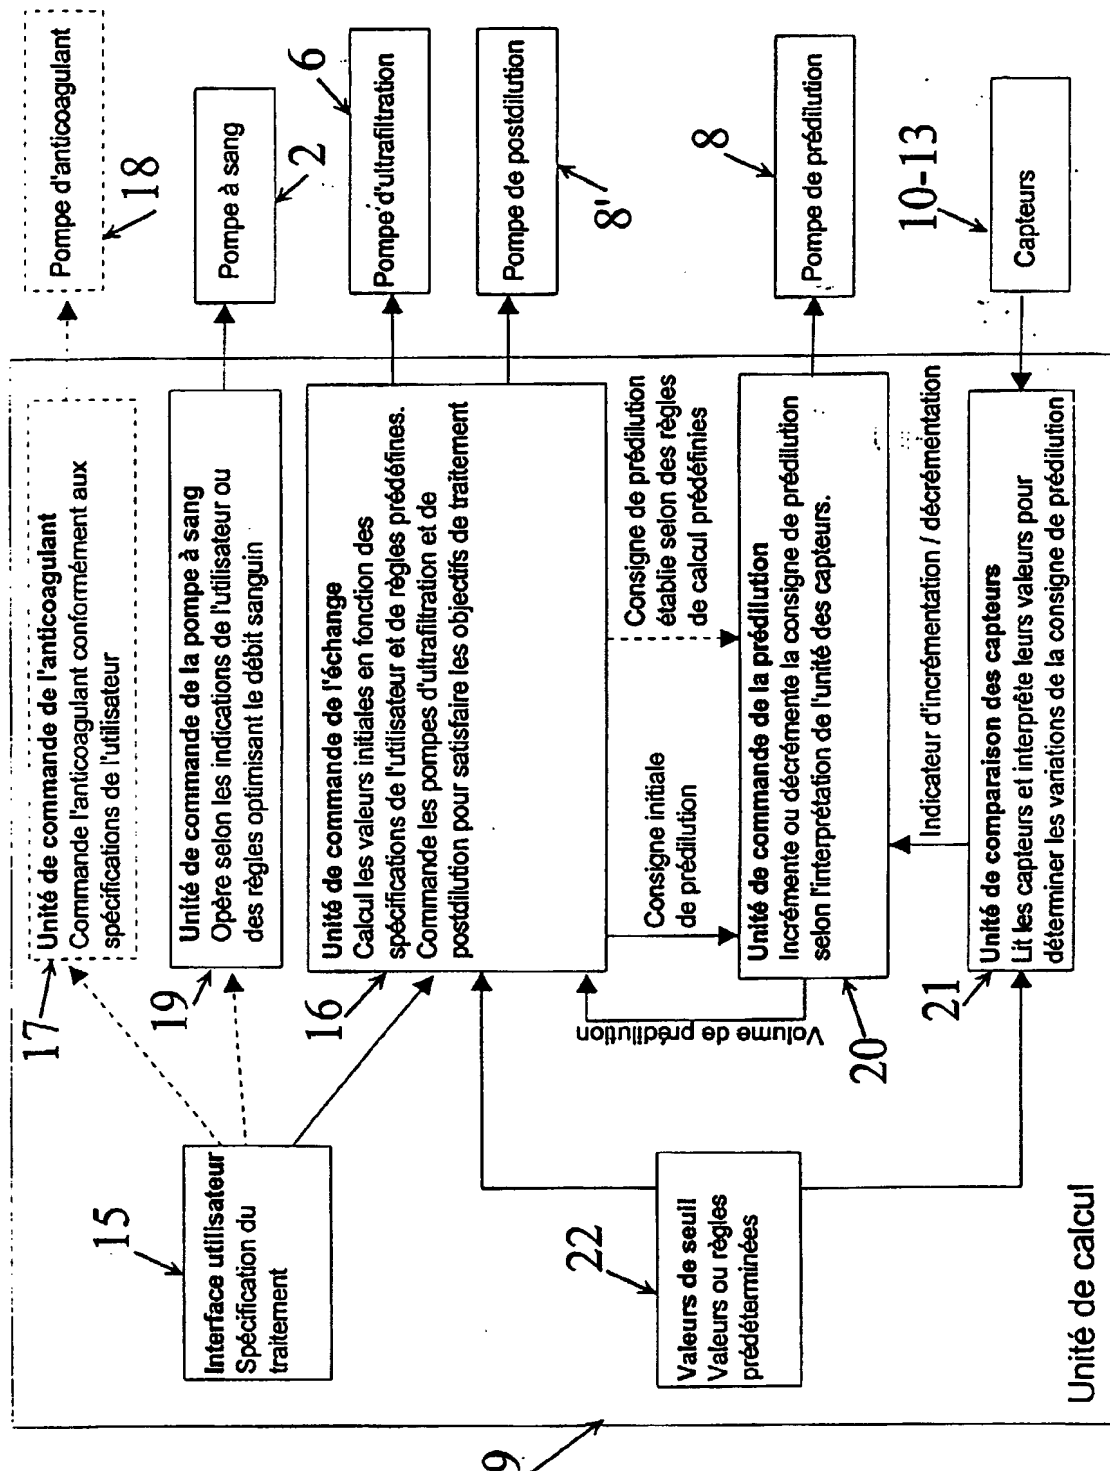 17
Unité de commande de l'anticoagulant
Commande l'anticoagulant conformément aux
spécifications de l'utilisateur
Pompe d'anticoagulant
18
19
Unité de commande de la pompe à sang
Opère selon les indications de l'utilisateur ou
des règles optimisant le débit sanguin
Pompe à sang
2
15
Interface utilisateur
Spécification du
traitement
16
Unité de commande de l'échange
Calcul les valeurs initiales en fonction des
spécifications de l'utilisateur et de règles prédéfinies.
Commande les pompes d'ultrafiltration et de
postdilution pour satisfaire les objectifs de traitement
Pompe d'ultrafiltration
6
Pompe de postdilution
8'
Volume de prédilution
Consigne initiale
de prédilution
Consigne de prédilution
établie selon des règles
de calcul prédéfinies
22
Valeurs de seuil
Valeurs ou règles
prédéterminées
20
Unité de commande de la prédilution
Incrémente ou décrémente la consigne de prédilution
selon l'interprétation de l'unité des capteurs.
Pompe de prédilution
8
Indicateur d'incrémentation / décrémentation
21
Unité de comparaison des capteurs
Lit les capteurs et interprête leurs valeurs pour
déterminer les variations de la consigne de prédilution
Capteurs
10-13
Unité de calcul
9